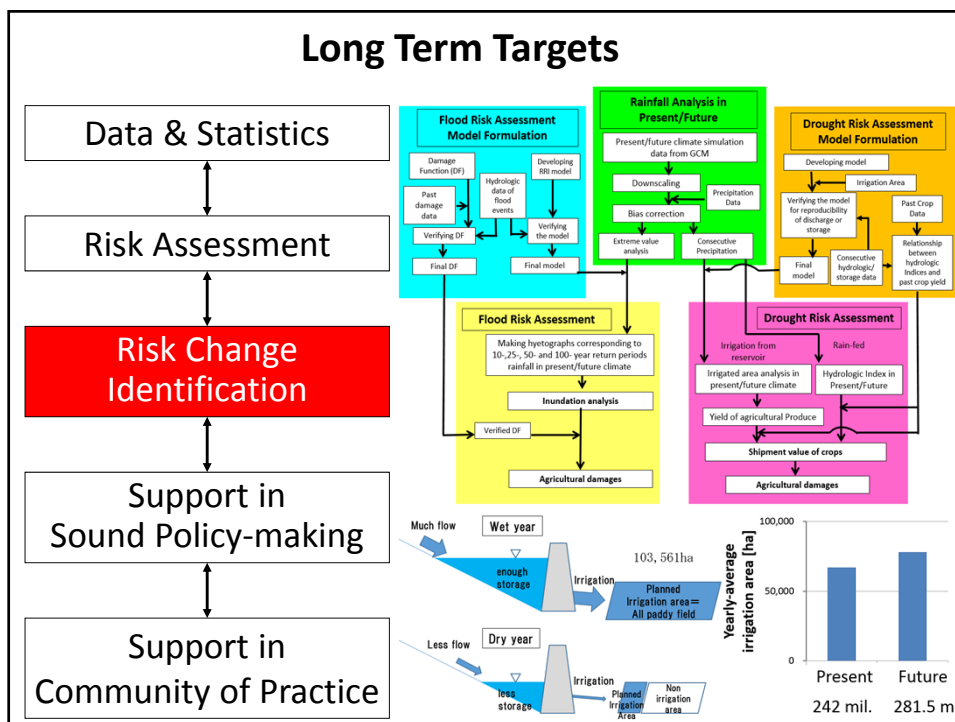 Long Term Targets
Data & Statistics
Risk Assessment
Risk Change
Identification
Support in
Sound Policy-making
Support in
Community of Practice
Flood Risk Assessment
Model Formulation
Damage
Function (DF)
Developing
RRI model
Past
damage
data
Hydrologic
data of
flood
events
Verifying DF
Verifying
the model
Final DF
Final model
Rainfall Analysis in
Present/Future
Present/future climate simulation
data from GCM
Downscaling
Precipitation
Data
Bias correction
Extreme value
analysis
Consecutive
Precipitation
Drought Risk Assessment
Model Formulation
Developing model
Irrigation Area
Verifying the model
for reproducibility
of discharge or
storage
Past Crop
Data
Final
model
Consecutive
hydrologic/
storage data
Relationship
between
hydrologic
Indices and
past crop yield
Flood Risk Assessment
Making hyetographs corresponding to
10-,25-, 50- and 100- year return periods
rainfall in present/future climate
Inundation analysis
Verified DF
Agricultural damages
Drought Risk Assessment
Irrigation from
reservoir
Rain-fed
Irrigated area analysis in
present/future climate
Hydrologic Index in
Present/Future
Yield of agricultural Produce
Shipment value of crops
Agricultural damages
Much flow
Wet year
enough
storage
Irrigation
103,561ha
Planned
Irrigation area=
All paddy field
Less flow
Dry year
less
storage
Irrigation
Planned
Irrigation
Area
Non
irrigation
area
Yearly-average
irrigation area [ha]
100,000
50,000
0
Present
Future
242 mil.
281.5 m